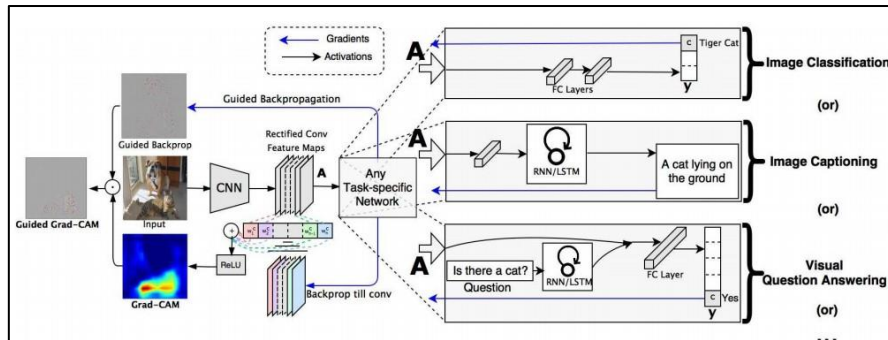 Gradients
Activations
Guided Backpropagation
Guided Backprop
Rectified Conv
Feature Maps
CNN
A
Any
Task-specific
Network
Input
Guided Grad-CAM
+
ReLU
Grad-CAM
Backprop till conv
A
c
Tiger Cat
FC Layers
y
Image Classification
(or)
A
RNN/LSTM
A cat lying on
the ground
Image Captioning
(or)
A
Is there a cat?
Question
RNN/LSTM
FC Layer
c
Yes
y
Visual
Question Answering
(or)